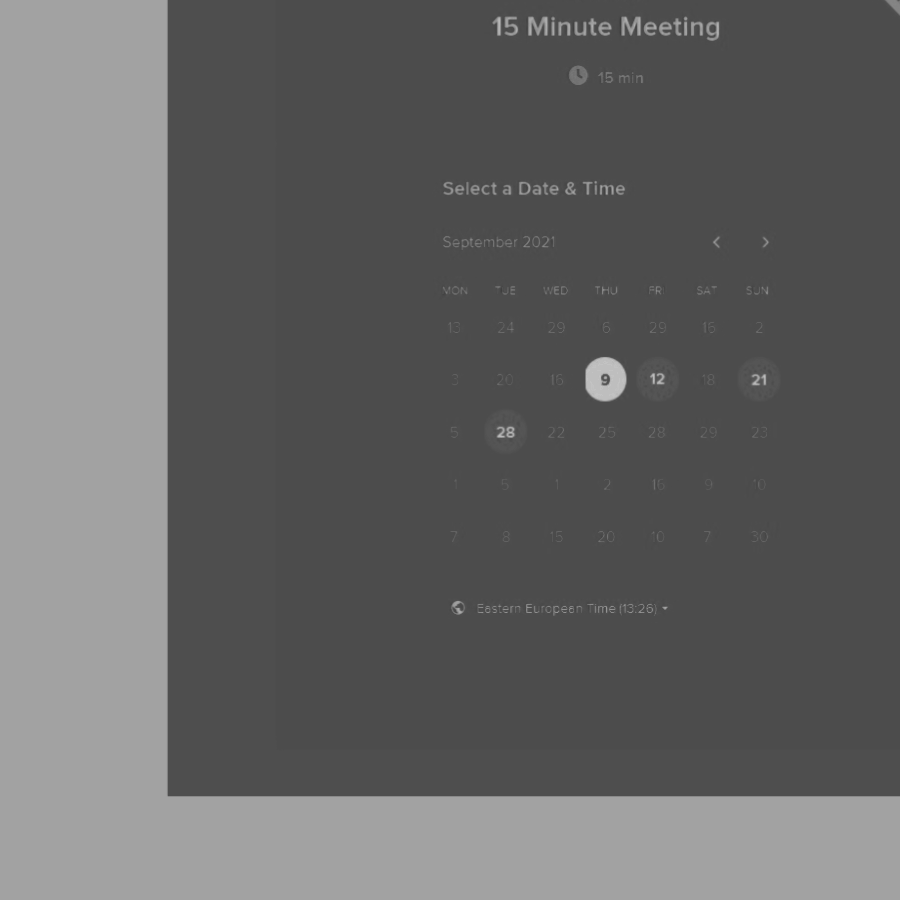 15 Minute Meeting
15 min
Select a Date & Time
September 2021
MON TUE WED THU FRI SAT SUN
13 24 29 6 29 16 2
3 20 16 9 12 18 21
5 28 22 25 28 29 23
1 5 1 2 16 9 10
7 8 15 20 10 7 30
Eastern European Time (13:26)